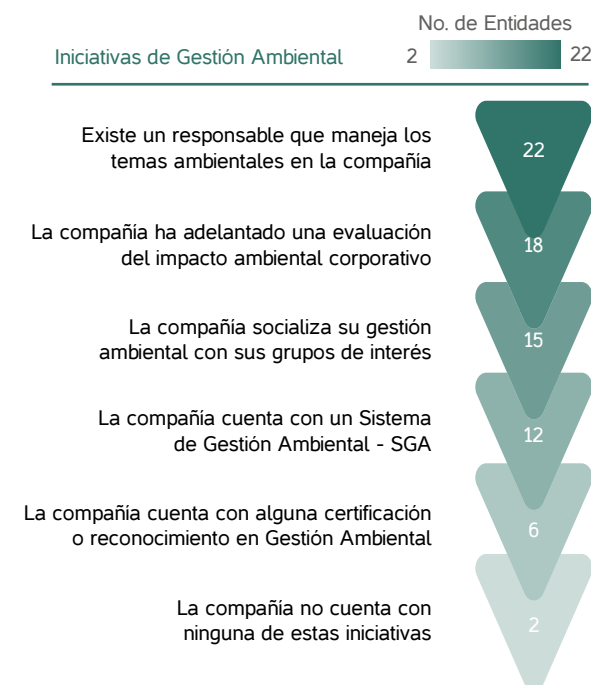 No. de Entidades
Iniciativas de Gestión Ambiental 2 22
Existe un responsable que maneja los
temas ambientales en la compañía
22
La compañía ha adelantado una evaluación
del impacto ambiental corporativo
18
La compañía socializa su gestión
ambiental con sus grupos de interés
15
La compañía cuenta con un Sistema
de Gestión Ambiental - SGA
12
La compañía cuenta con alguna certificación
o reconocimiento en Gestión Ambiental
6
La compañía no cuenta con
ninguna de estas iniciativas
2